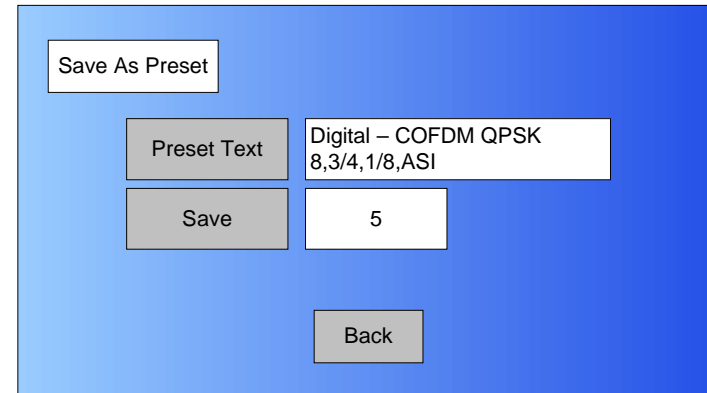 Save As Preset
Preset Text
Digital – COFDM QPSK
8,3/4,1/8,ASI
Save
5
Back